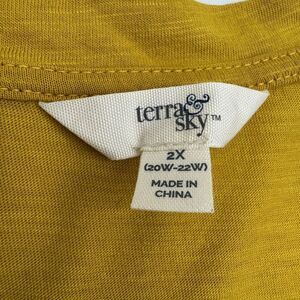 terra &
sky™
2X
(20W-22W)
MADE IN
CHINA